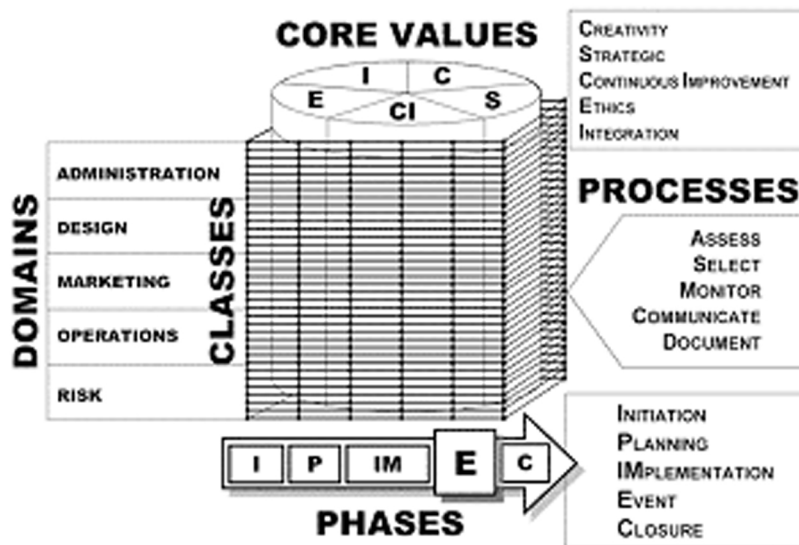 CORE VALUES
I
C
E
S
CI
CREATIVITY
STRATEGIC
CONTINUOUS IMPROVEMENT
ETHICS
INTEGRATION
DOMAINS
ADMINISTRATION
DESIGN
MARKETING
OPERATIONS
RISK
CLASSES
PROCESSES
ASSESS
SELECT
MONITOR
COMMUNICATE
DOCUMENT
I P IM E C
PHASES
INITIATION
PLANNING
IMPLEMENTATION
EVENT
CLOSURE